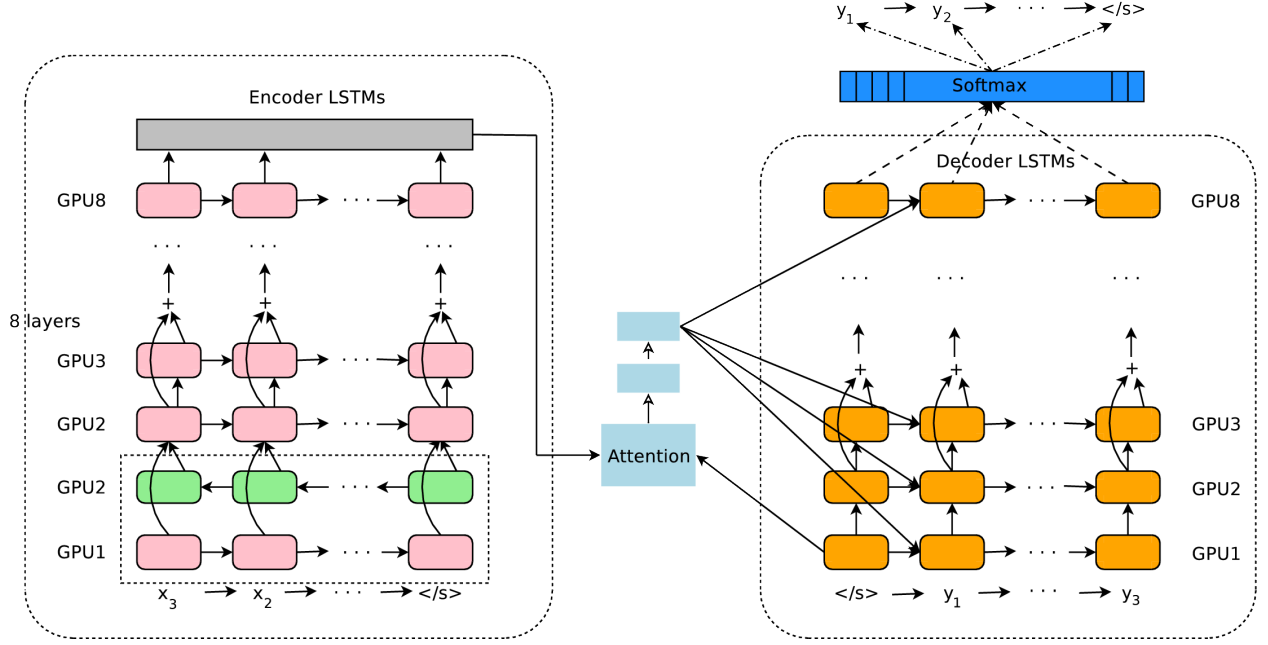 y1 y2 · · · </s>
Softmax
Encoder LSTMs
Decoder LSTMs
GPU8 · · ·
· · · GPU8
· · · · · · · · ·
· · · · · · · · ·
+ + +
8 layers
GPU3 · · ·
+ + +
GPU2 · · ·
· · · GPU3
Attention
GPU2 · · ·
· · · GPU2
GPU1 · · ·
· · · GPU1
x3 x2 · · · </s>
</s> y1 · · · y3